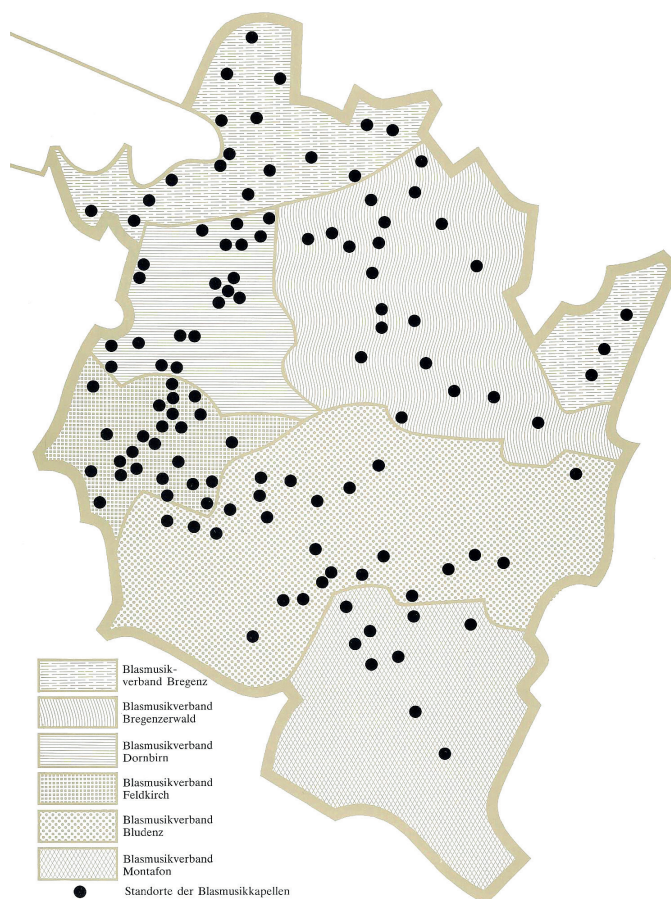 Blasmusik-
verband Bregenz
Blasmusikverband
Bregenzerwald
Blasmusikverband
Dornbirn
Blasmusikverband
Feldkirch
Blasmusikverband
Bludenz
Blasmusikverband
Montafon
Standorte der Blasmusikkapellen